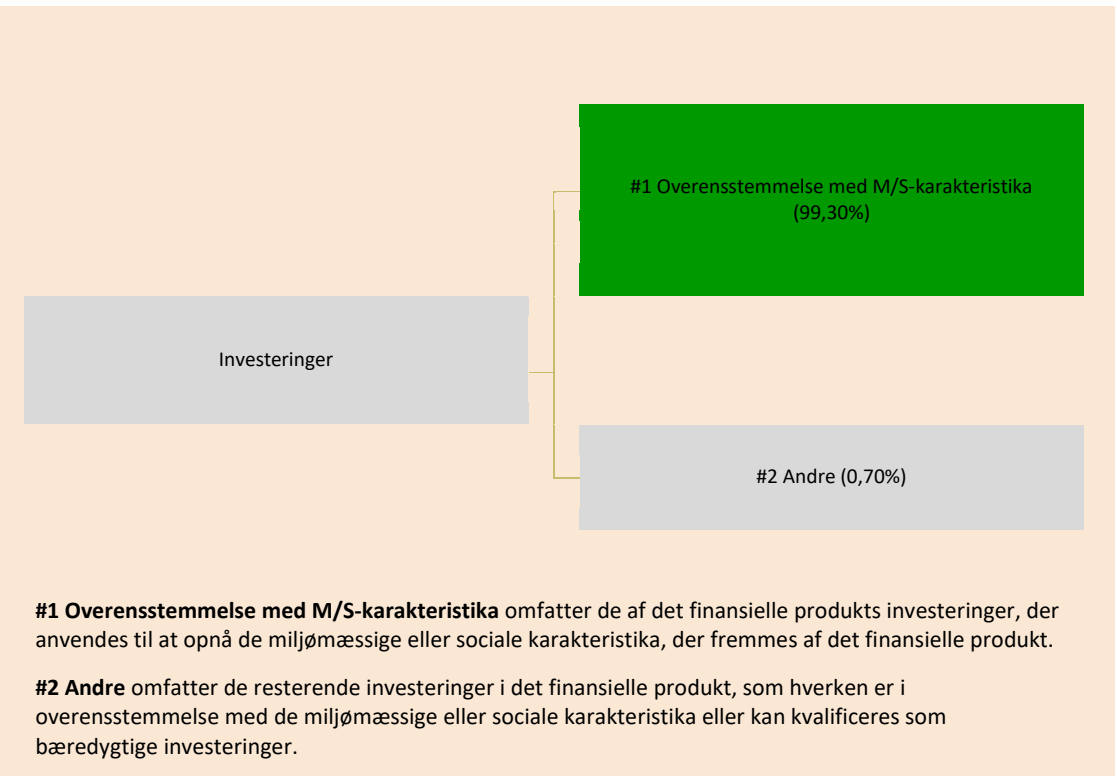 #1 Overensstemmelse med M/S-karakteristika
(99,30%)
Investeringer
#2 Andre (0,70%)
#1 Overensstemmelse med M/S-karakteristika omfatter de af det finansielle produkts investeringer, der
anvendes til at opnå de miljømæssige eller sociale karakteristika, der fremmes af det finansielle produkt.
#2 Andre omfatter de resterende investeringer i det finansielle produkt, som hverken er i
overensstemmelse med de miljømæssige eller sociale karakteristika eller kan kvalificeres som
bæredygtige investeringer.